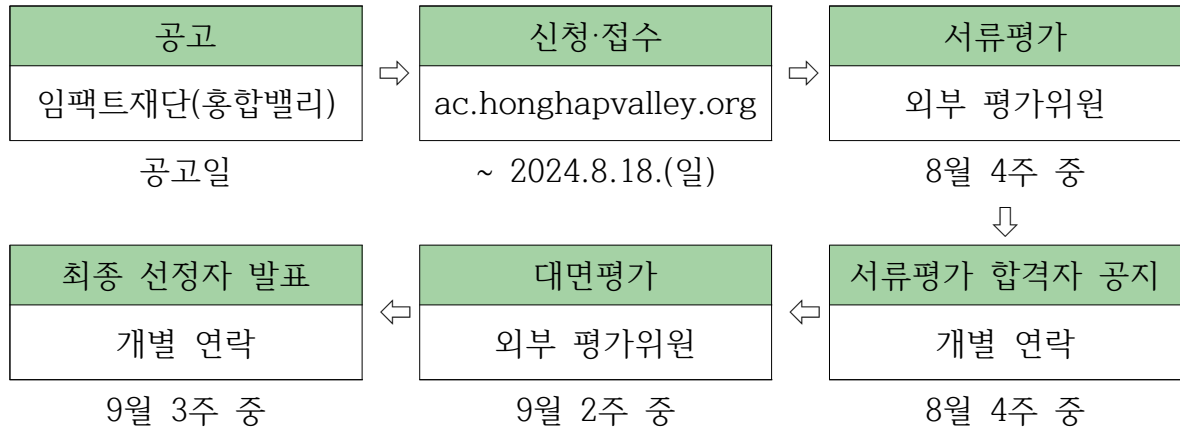 공고
임팩트재단(홍합밸리)
공고일
⇨
신청·접수
ac.honghapvalley.org
~ 2024.8.18.(일)
⇨
서류평가
외부 평가위원
8월 4주 중
⇩
서류평가 합격자 공지
개별 연락
8월 4주 중
⇦
대면평가
외부 평가위원
9월 2주 중
⇦
최종 선정자 발표
개별 연락
9월 3주 중